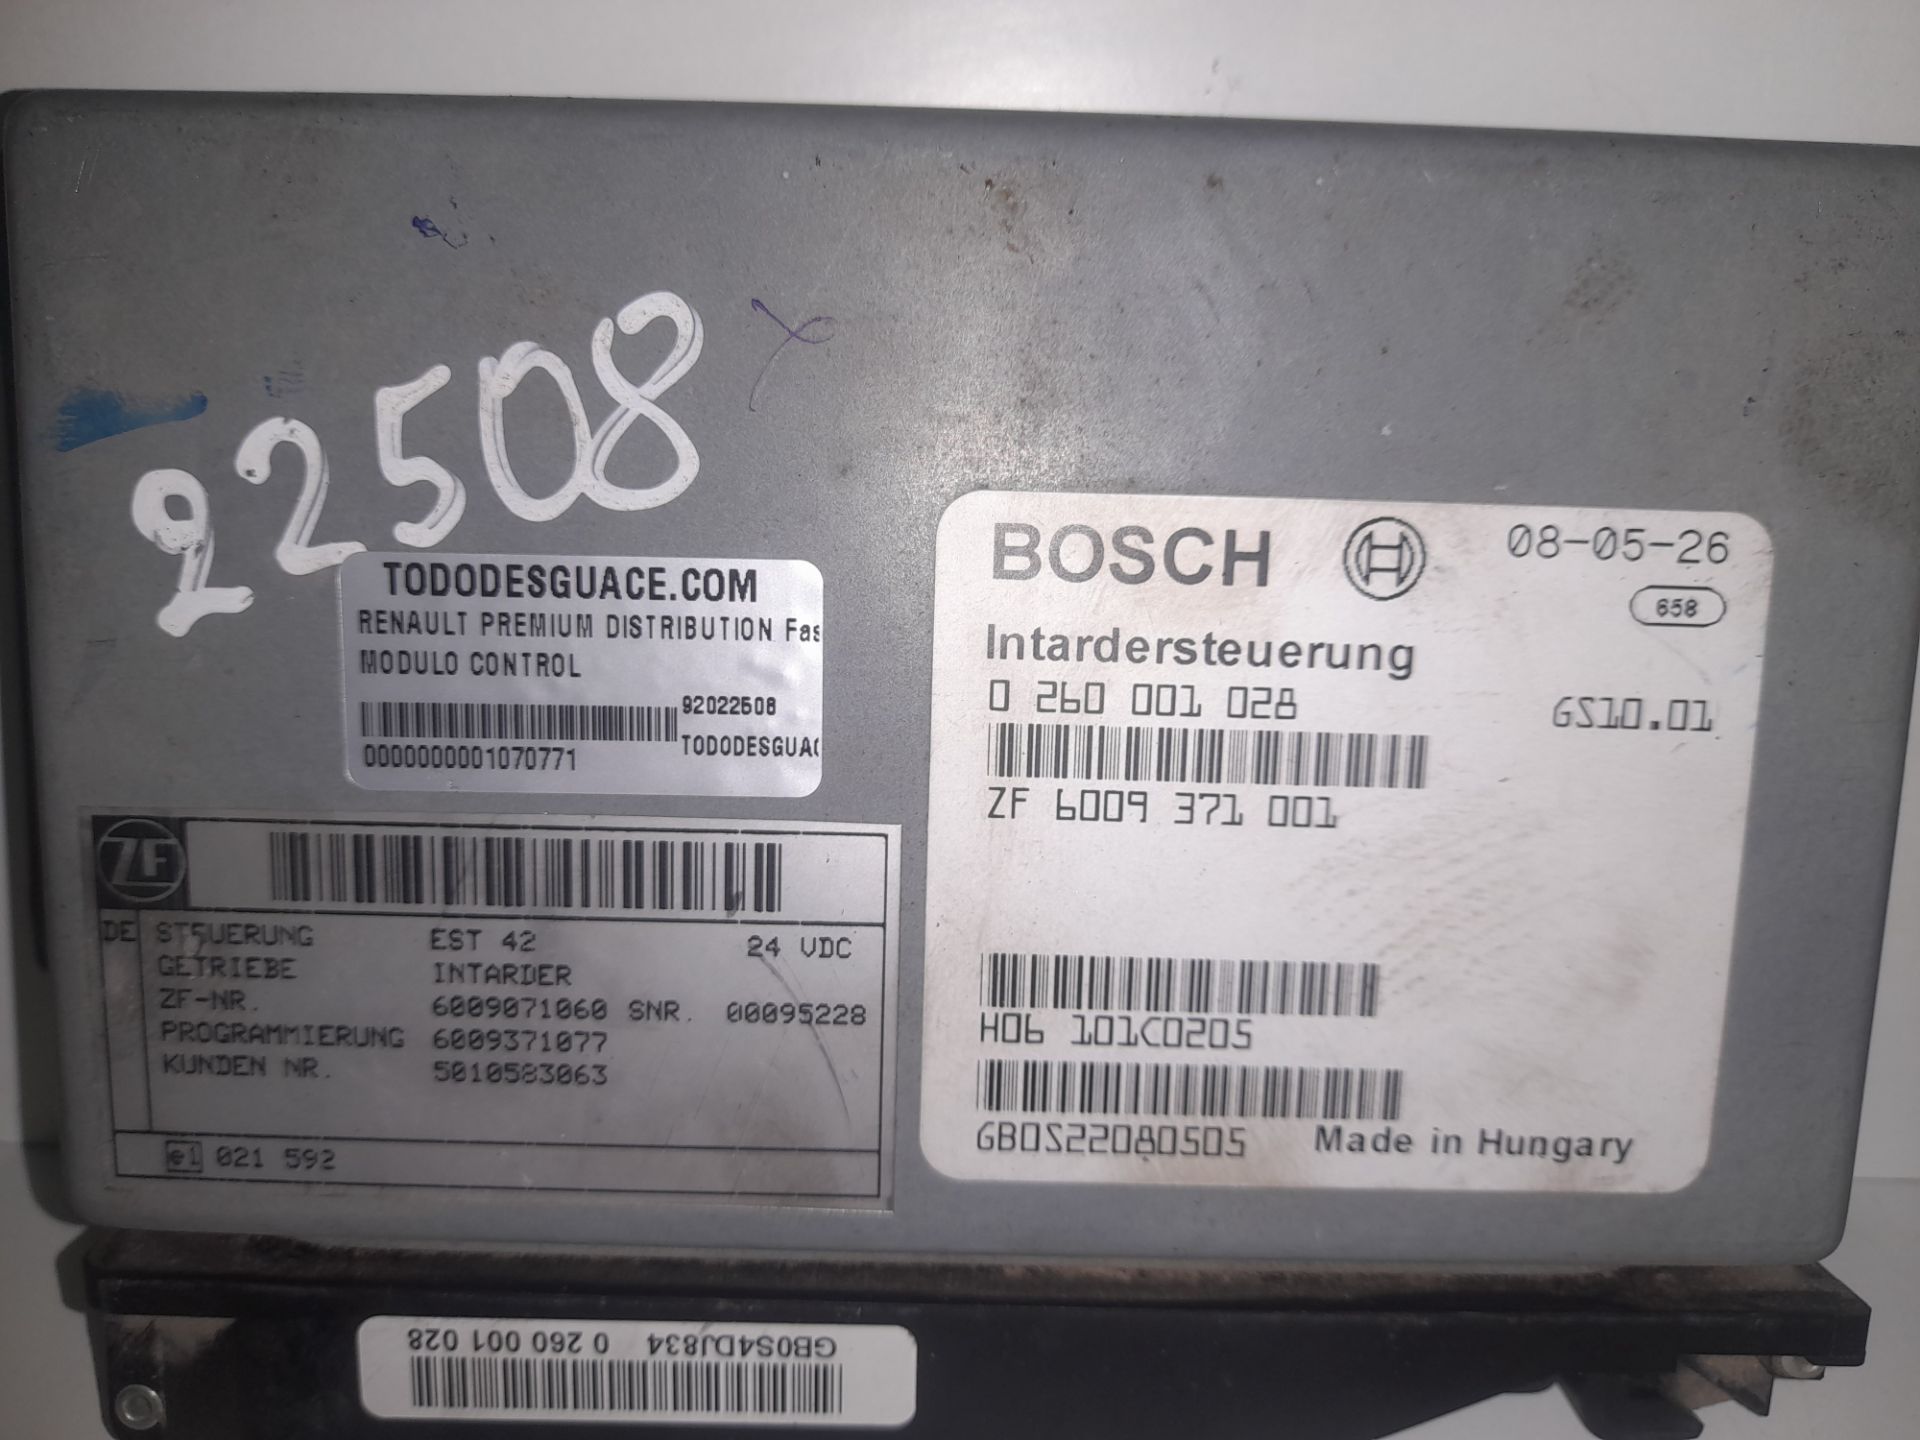 22508
TODODESGUACE.COM
RENAULT PREMIUM DISTRIBUTION Fas
MODULO CONTROL
92022508
0000000001070771
TODODESGUAC
BOSCH
08-05-26
658
Intardersteuerung
0 260 001 028
GS10.01
ZF 6009 371 001
H06 101C0205
GB0S22080505
Made in Hungary
ZF
DE STEUERUNG EST 42 24 VDC
GETRIEBE INTARDER
ZF-NR. 6009071060 SNR. 00095228
PROGRAMMIERUNG 6009371077
KUNDEN NR. 5010583063
e1 021 592
GB0S4DJ834 0 260 001 028